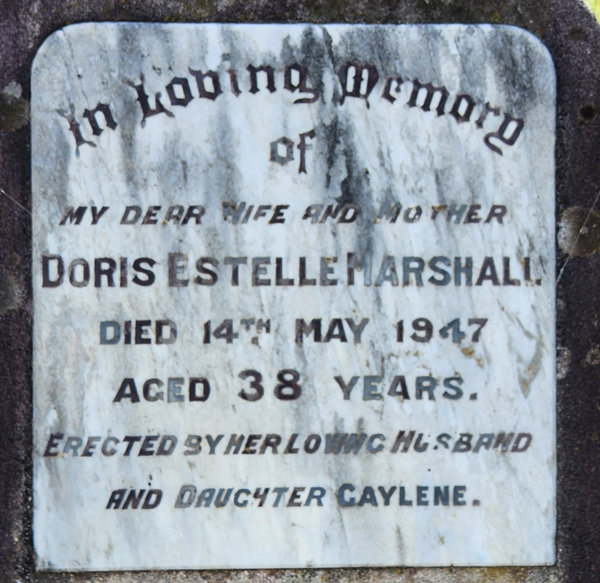 In Loving Memory
of
MY DEAR WIFE AND MOTHER
DORIS ESTELLE MARSHALL
DIED 14TH MAY 1947
AGED 38 YEARS.
ERECTED BY HER LOVING HUSBAND
AND DAUGHTER GAYLENE.